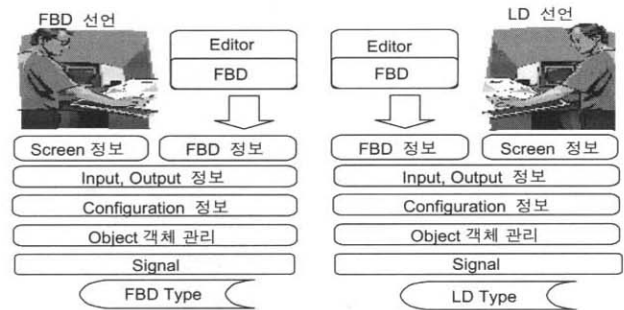 FBD 선언
Editor
FBD
Screen 정보
FBD 정보
Input, Output 정보
Configuration 정보
Object 객체 관리
Signal
FBD Type
LD 선언
Editor
FBD
FBD 정보
Screen 정보
Input, Output 정보
Configuration 정보
Object 객체 관리
Signal
LD Type